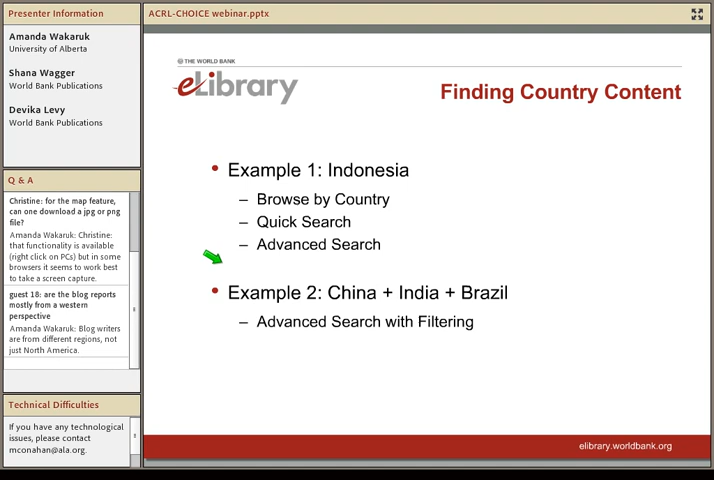 Presenter Information
Amanda Wakaruk
University of Alberta
Shana Wagger
World Bank Publications
Devika Levy
World Bank Publications
Q & A
Christine: for the map feature,
can one download a jpg or png
file?
Amanda Wakaruk: Christine:
that functionality is available
(right click on PCs) but in some
browsers it seems to work best
to take a screen capture.
guest 18: are the blog reports
mostly from a western
perspective
Amanda Wakaruk: Blog writers
are from different regions, not
just North America.
Technical Difficulties
If you have any technological
issues, please contact
mconahan@ala.org.
ACRL-CHOICE webinar.pptx
THE WORLD BANK
eLibrary
Finding Country Content
• Example 1: Indonesia
– Browse by Country
– Quick Search
– Advanced Search
• Example 2: China + India + Brazil
– Advanced Search with Filtering
elibrary.worldbank.org